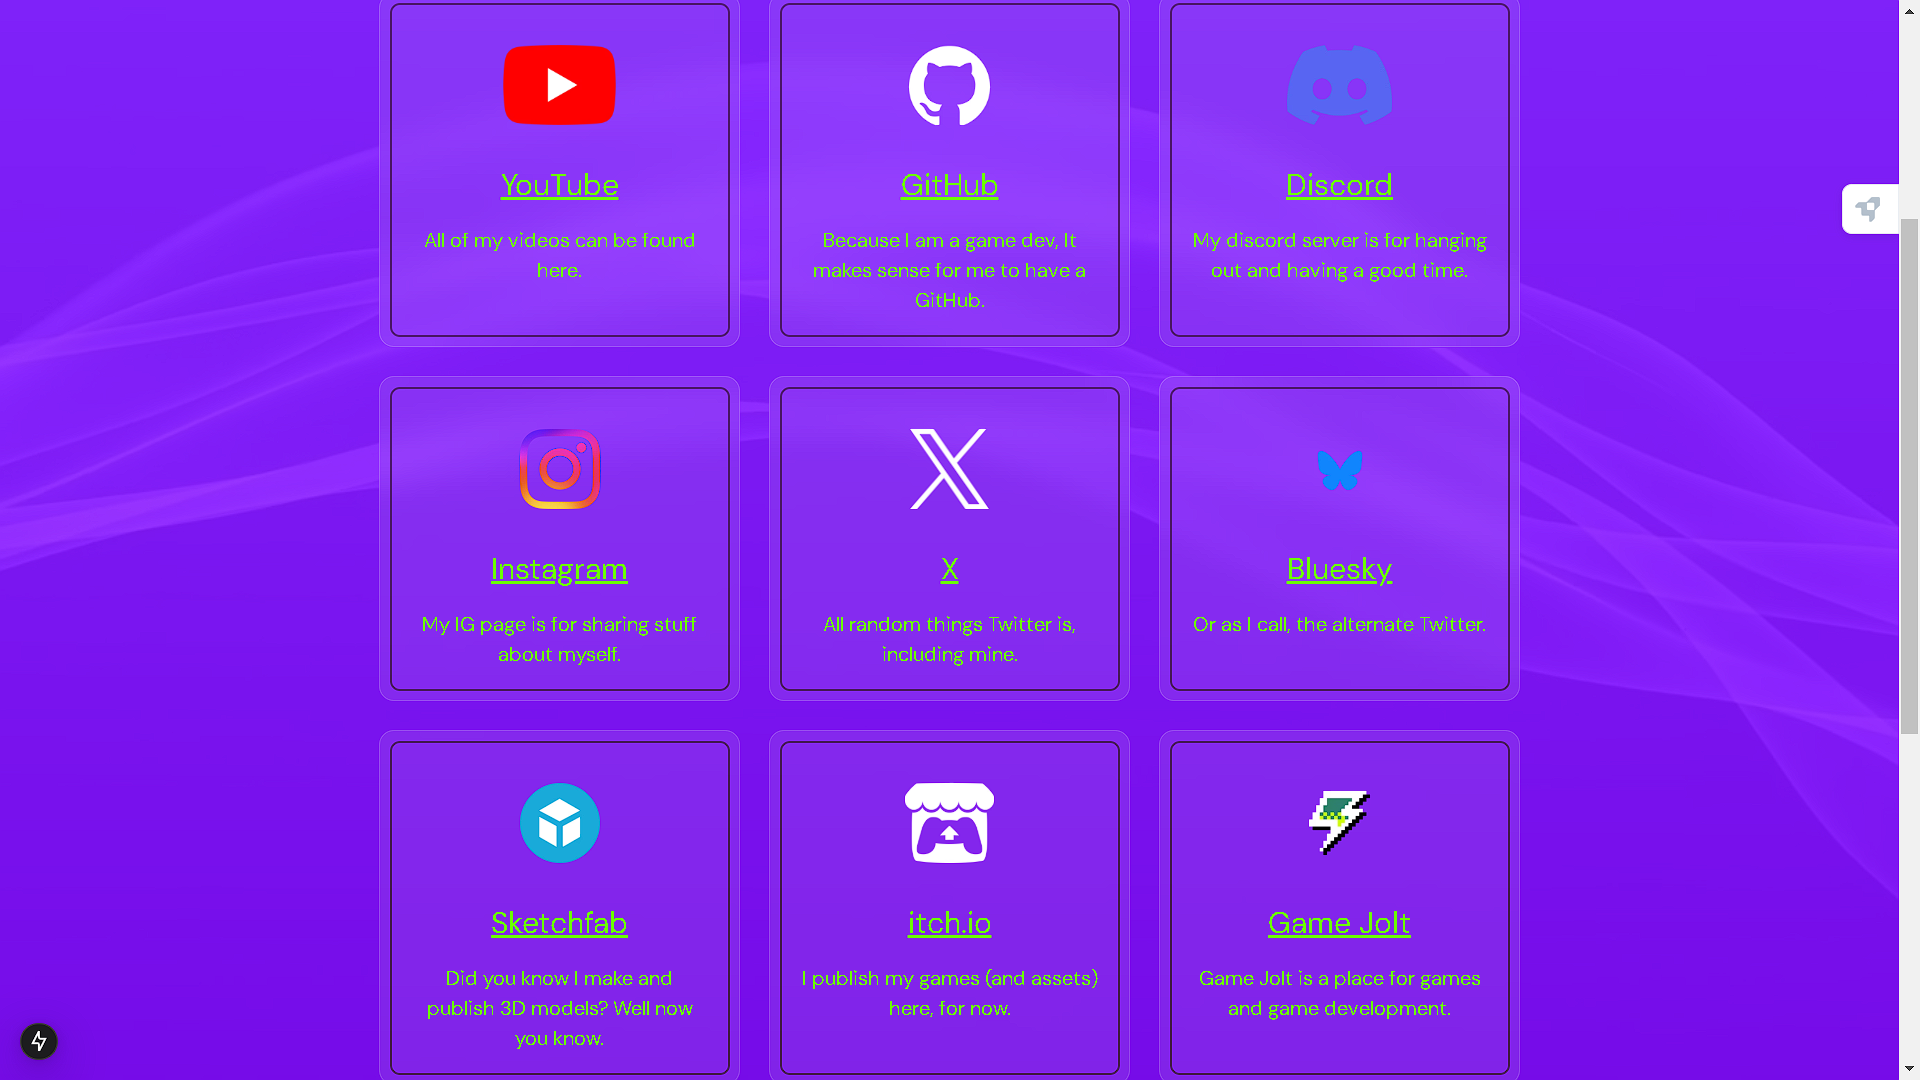 YouTube
All of my videos can be found
here.
GitHub
Because I am a game dev, It
makes sense for me to have a
GitHub.
Discord
My discord server is for hanging
out and having a good time.
Instagram
My IG page is for sharing stuff
about myself.
X
All random things Twitter is,
including mine.
Bluesky
Or as I call, the alternate Twitter.
Sketchfab
Did you know I make and
publish 3D models? Well now
you know.
itch.io
I publish my games (and assets)
here, for now.
Game Jolt
Game Jolt is a place for games
and game development.